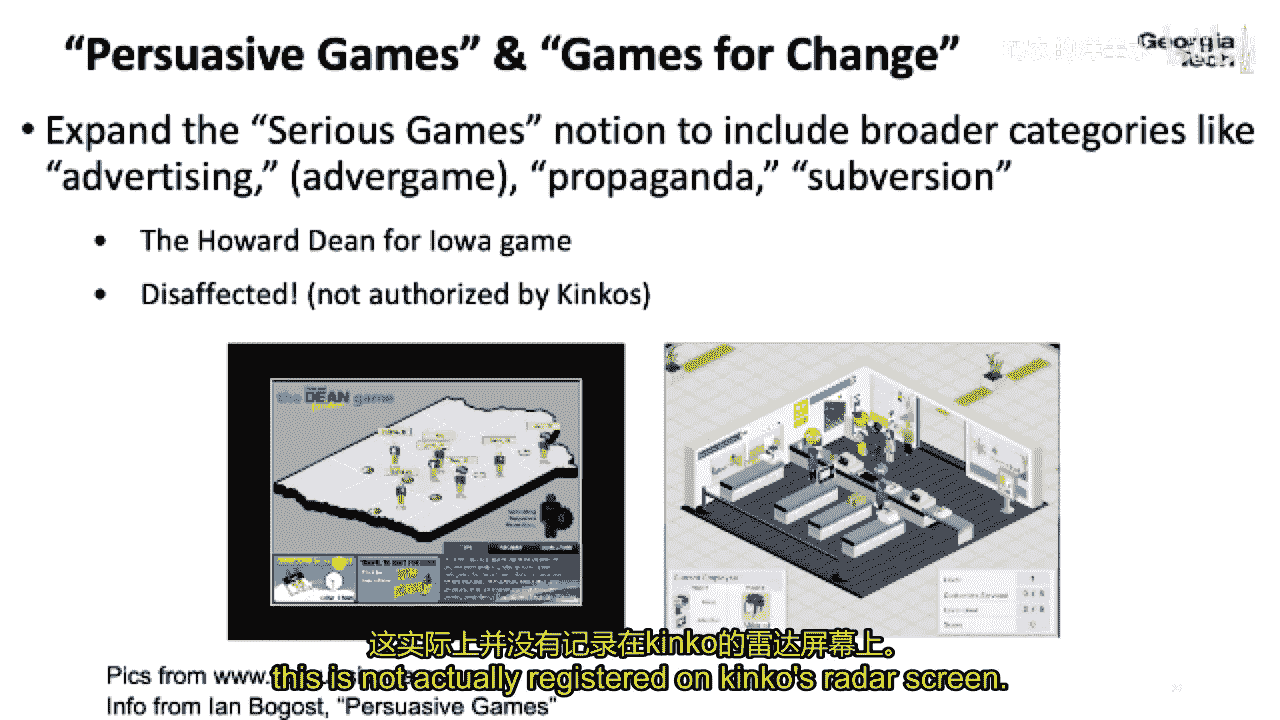 “Persuasive Games” & “Games for Change”
Georgia
Tech
• Expand the “Serious Games” notion to include broader categories like
“advertising,” (advergame), “propaganda,” “subversion”
• The Howard Dean for Iowa game
• Disaffected! (not authorized by Kinkos)
the DEAN game
这实际上并没有记录在kinko的雷达屏幕上。
Pics from www.
this is not actually registered on kinko's radar screen.
Info from Ian Bogost, “Persuasive Games”